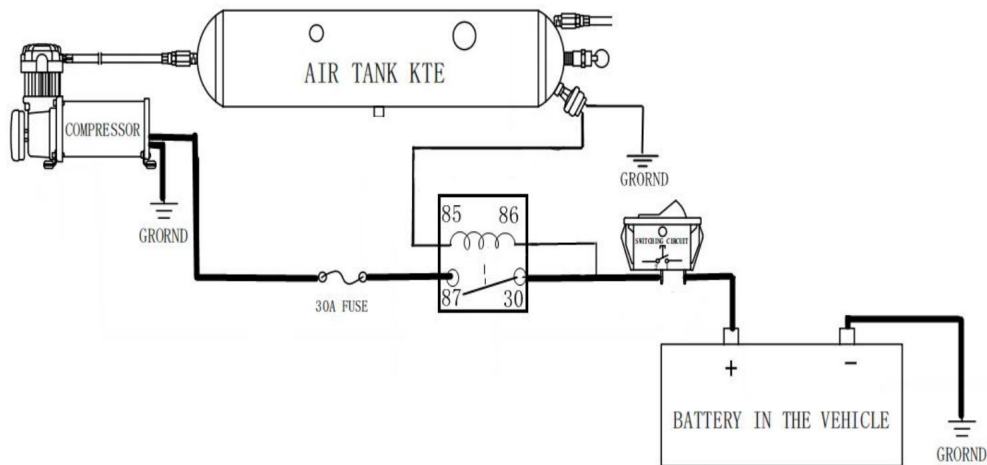 AIR TANK KTE
COMPRESSOR
GRORND
GRORND
85 86
SWITCHING CIRCUIT
87 30
30A FUSE
+ −
BATTERY IN THE VEHICLE
GRORND